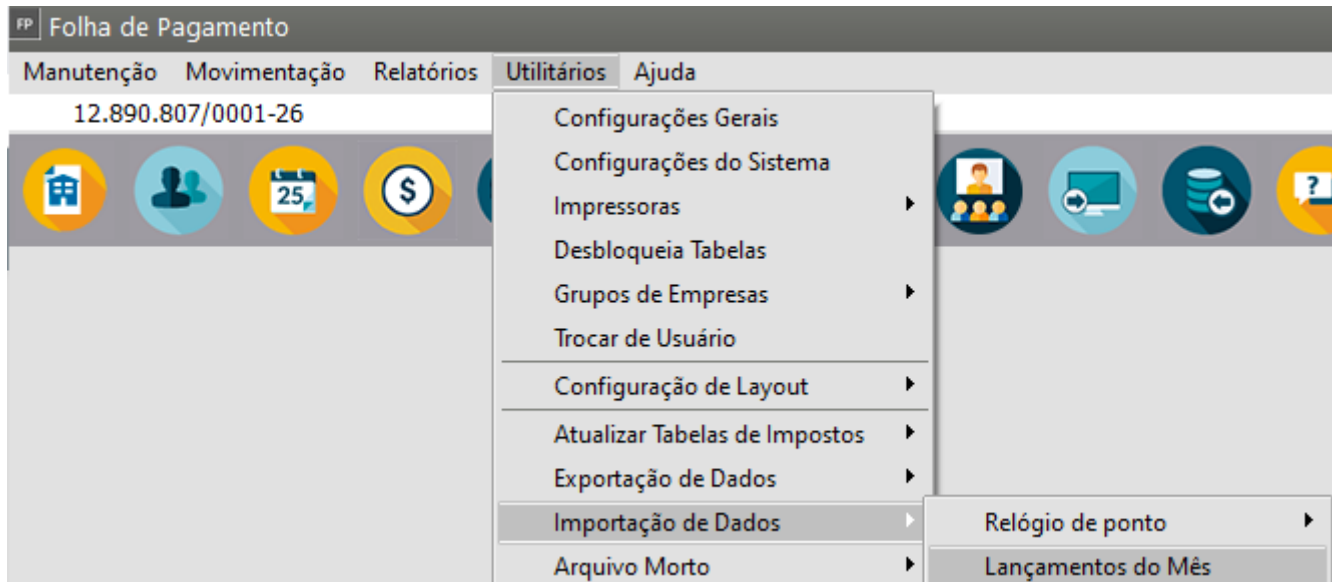 FP Folha de Pagamento
Manutenção Movimentação Relatórios Utilitários Ajuda
12.890.807/0001-26
Configurações Gerais
Configurações do Sistema
25
$
?
Impressoras
Desbloqueia Tabelas
Grupos de Empresas
Trocar de Usuário
Configuração de Layout
Atualizar Tabelas de Impostos
Exportação de Dados
Importação de Dados
Relógio de ponto
Arquivo Morto
Lançamentos do Mês